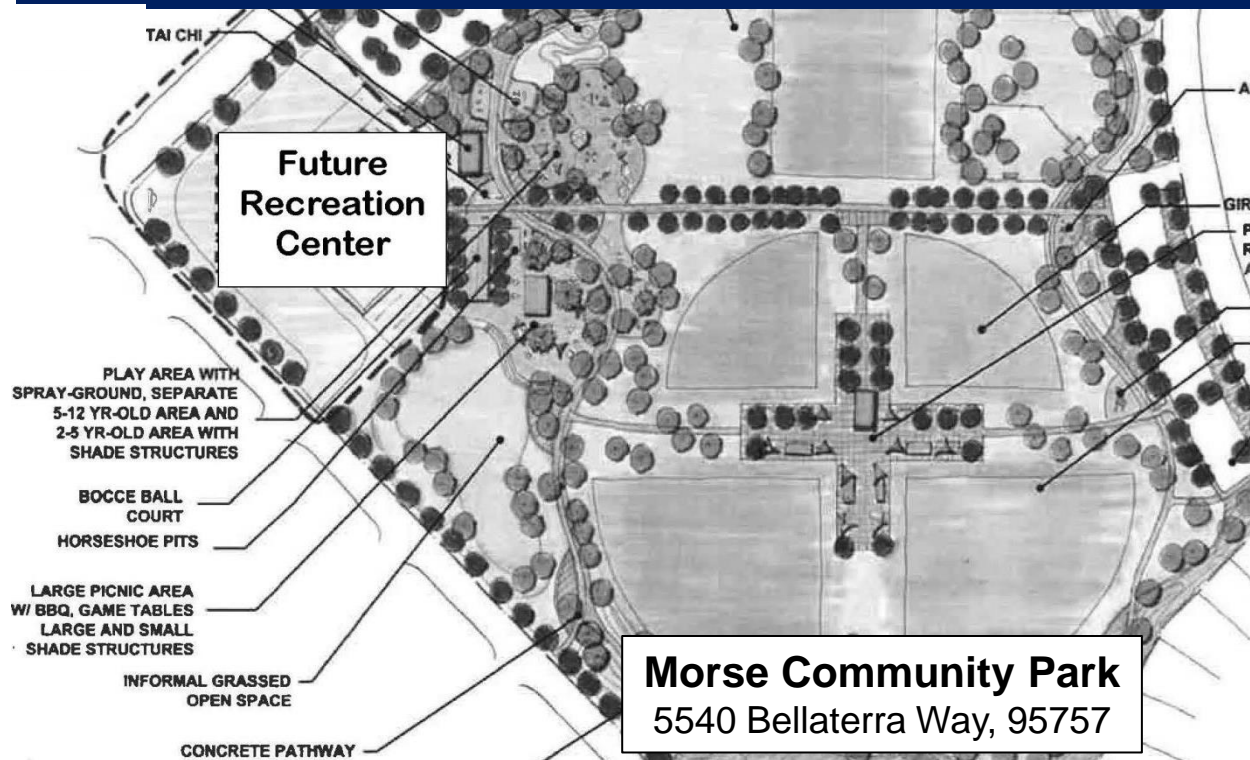 TAI CHI
Future
Recreation
Center
PLAY AREA WITH
SPRAY-GROUND, SEPARATE
5-12 YR-OLD AREA AND
2-5 YR-OLD AREA WITH
SHADE STRUCTURES
BOCCE BALL
COURT
HORSESHOE PITS
LARGE PICNIC AREA
W/ BBQ, GAME TABLES
LARGE AND SMALL
SHADE STRUCTURES
INFORMAL GRASSED
OPEN SPACE
CONCRETE PATHWAY
A
GIR
P
R
Morse Community Park
5540 Bellaterra Way, 95757